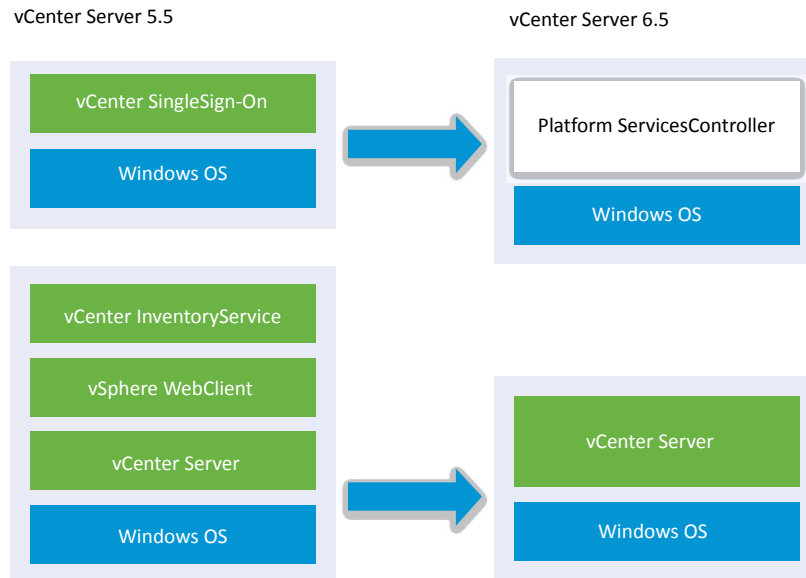 vCenter Server 5.5
vCenter SingleSign-On
Windows OS
vCenter InventoryService
vSphere WebClient
vCenter Server
Windows OS
vCenter Server 6.5
Platform ServicesController
Windows OS
vCenter Server
Windows OS